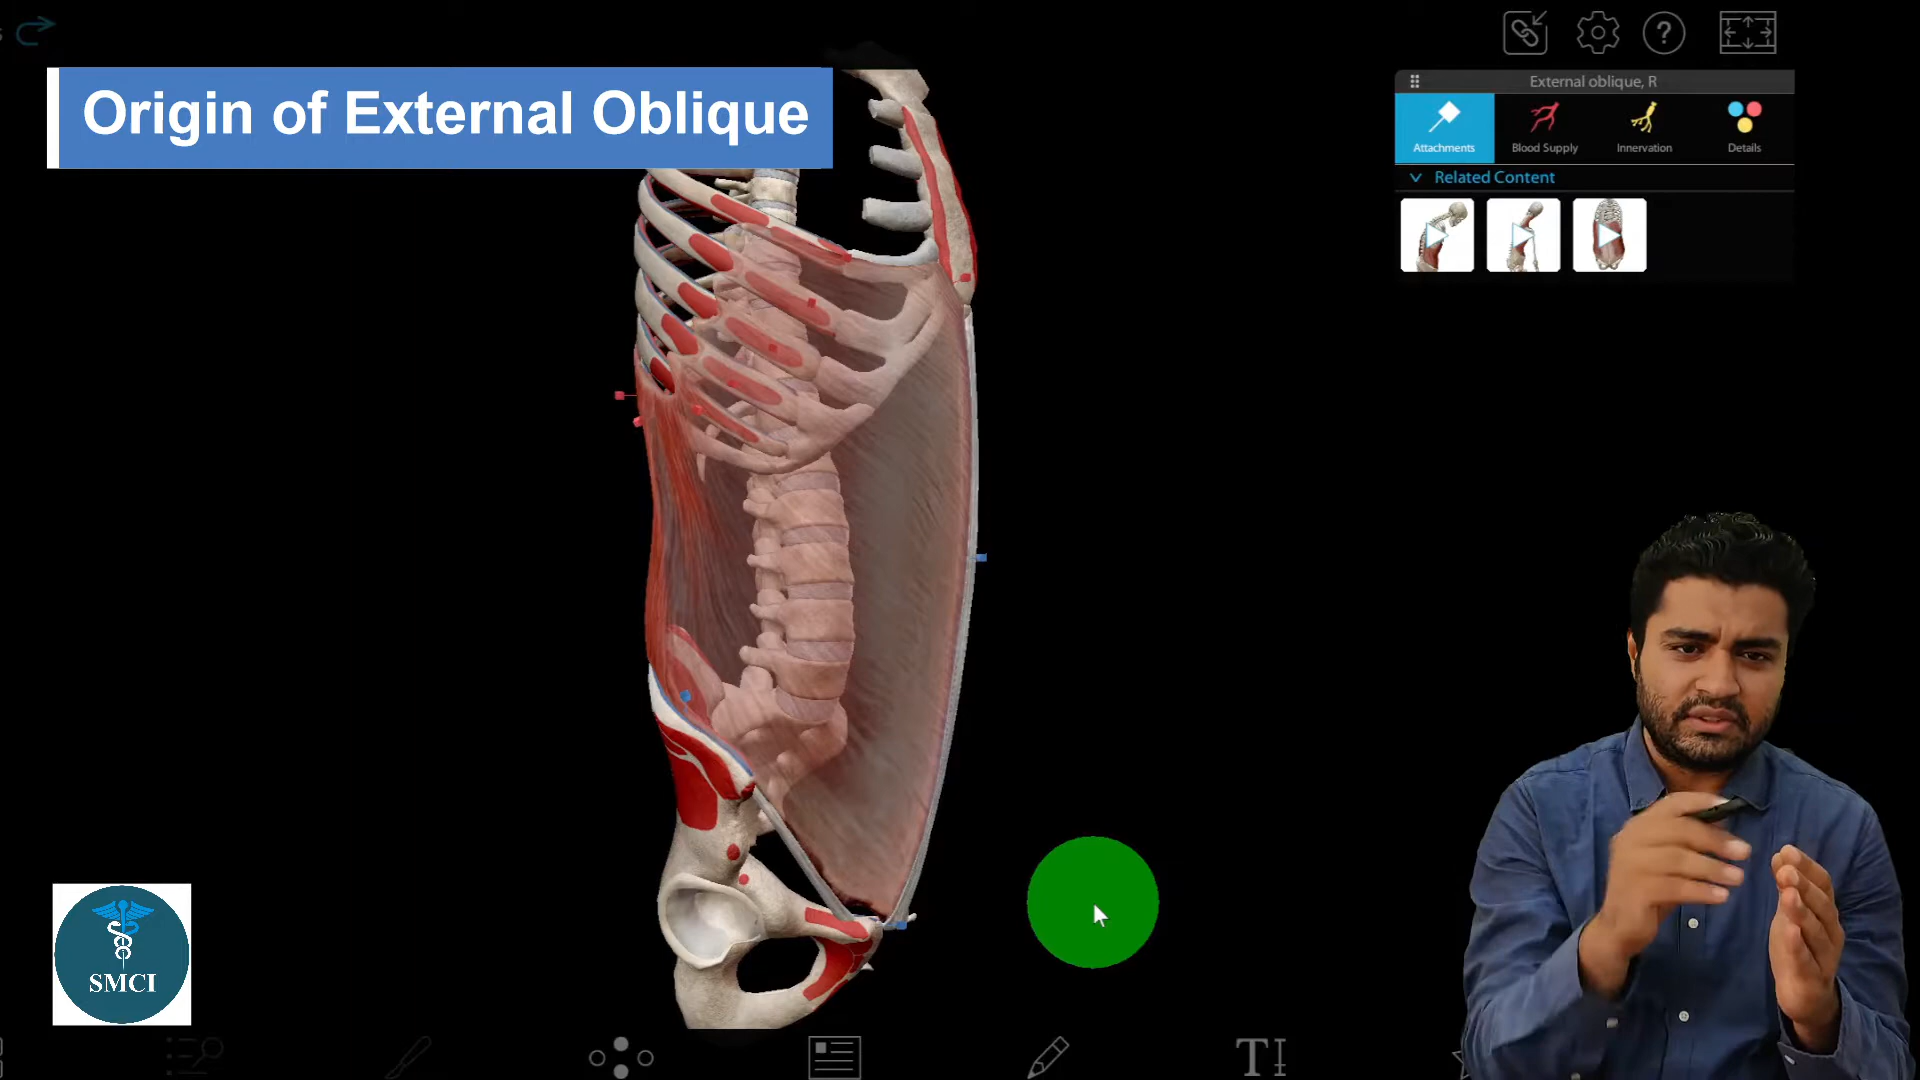 Origin of External Oblique
External oblique, R
Attachments
Blood Supply
Innervation
Details
Related Content
SMCI